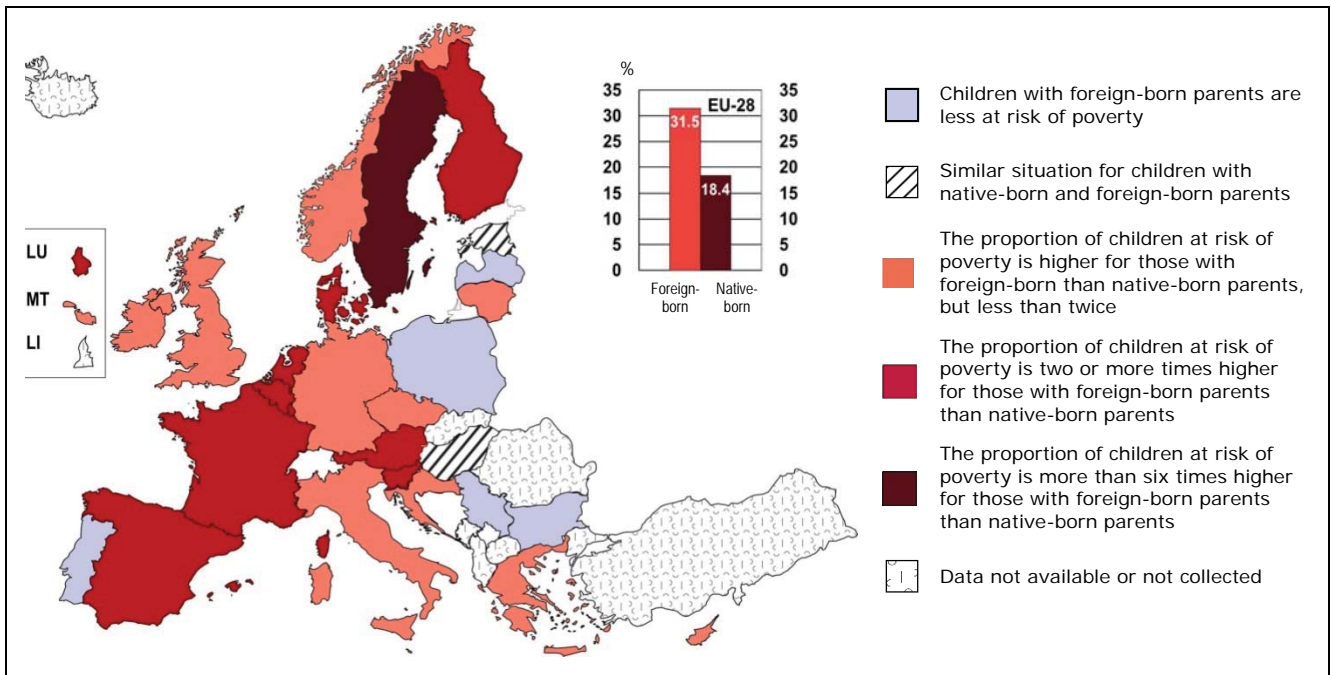 %
35
30
25
20
15
10
5
0
EU-28
31.5
18.4
35
30
25
20
15
10
5
0
Foreign-
born
Native-
born
LU
MT
LI
Children with foreign-born parents are
less at risk of poverty
Similar situation for children with
native-born and foreign-born parents
The proportion of children at risk of
poverty is higher for those with
foreign-born than native-born parents,
but less than twice
The proportion of children at risk of
poverty is two or more times higher
for those with foreign-born parents
than native-born parents
The proportion of children at risk of
poverty is more than six times higher
for those with foreign-born parents
than native-born parents
Data not available or not collected